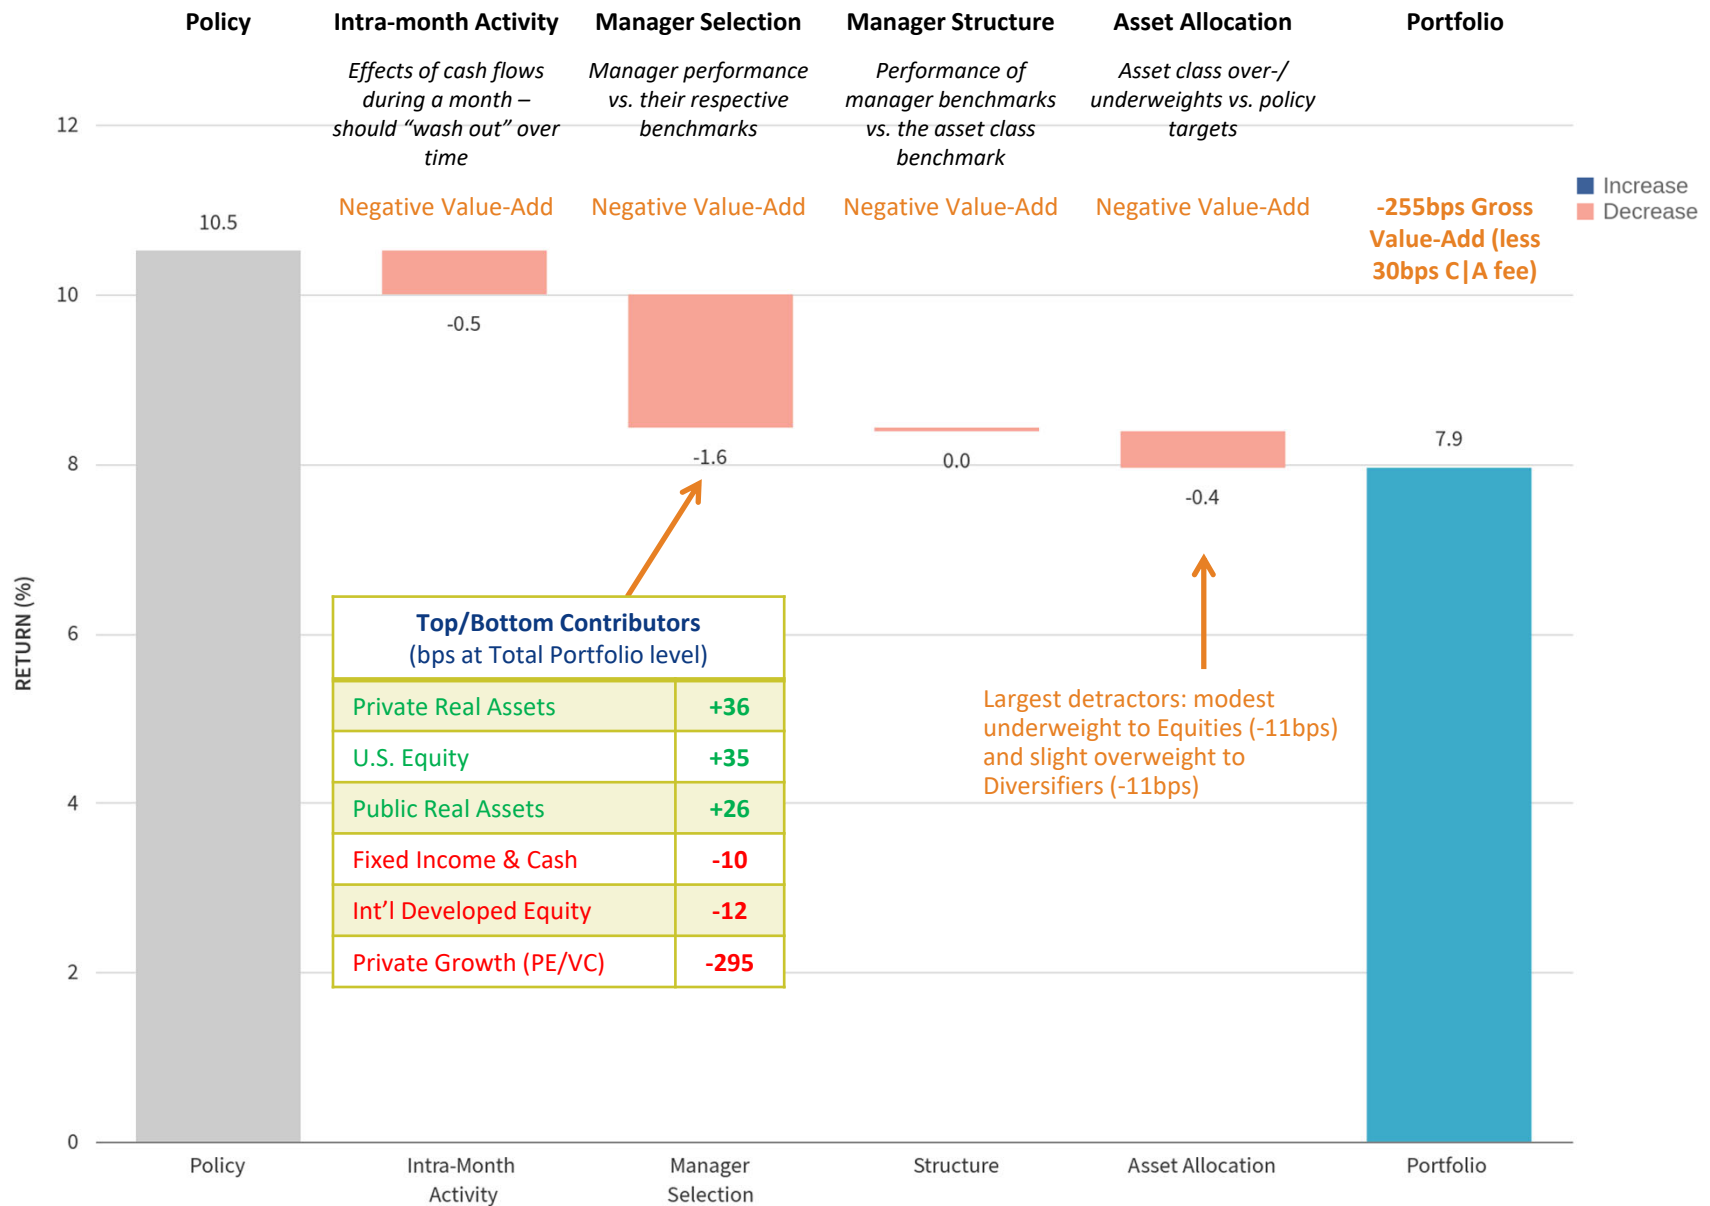 Policy
Intra-month Activity
Manager Selection
Manager Structure
Asset Allocation
Portfolio
Effects of cash flows
during a month –
should “wash out” over
time
Manager performance
vs. their respective
benchmarks
Performance of
manager benchmarks
vs. the asset class
benchmark
Asset class over-/
underweights vs. policy
targets
Negative Value-Add
Negative Value-Add
Negative Value-Add
Negative Value-Add
-255bps Gross
Value-Add (less
30bps C|A fee)
Increase
Decrease
12
10
8
6
4
2
0
RETURN (%)
10.5
-0.5
-1.6
0.0
-0.4
7.9
Top/Bottom Contributors
(bps at Total Portfolio level)
Private Real Assets +36
U.S. Equity +35
Public Real Assets +26
Fixed Income & Cash -10
Int’l Developed Equity -12
Private Growth (PE/VC) -295
Largest detractors: modest
underweight to Equities (-11bps)
and slight overweight to
Diversifiers (-11bps)
Policy
Intra-Month
Activity
Manager
Selection
Structure
Asset Allocation
Portfolio